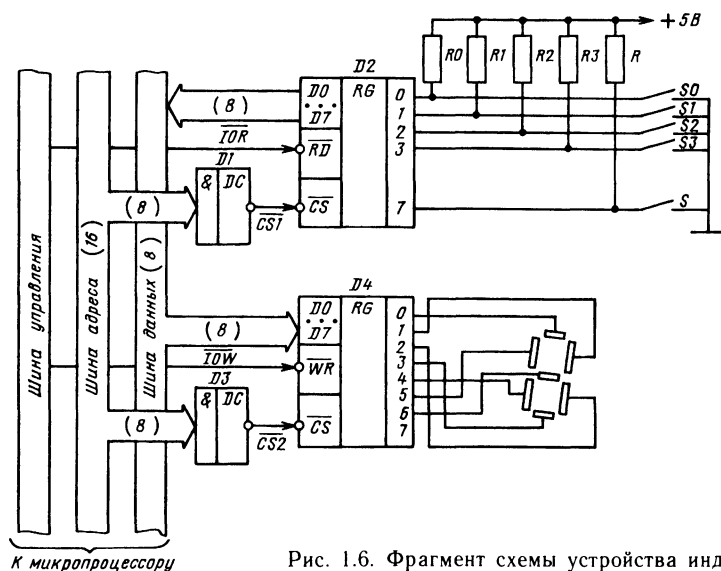 +5В
R0 R1 R2 R3 R
D2
D0 RG 0 S0
D7 1 S1
(8) 2 S2
IOR RD 3 S3
D1
& DC CS 7 S
(8) CS1
Шина управления
Шина адреса (16)
Шина данных (8)
D4
D0 RG 0
D7 1
(8) 2
IOW WR 3
D3 4
& DC 5
(8) CS2 CS 6
7
К микропроцессору
Рис. 1.6. Фрагмент схемы устройства инд